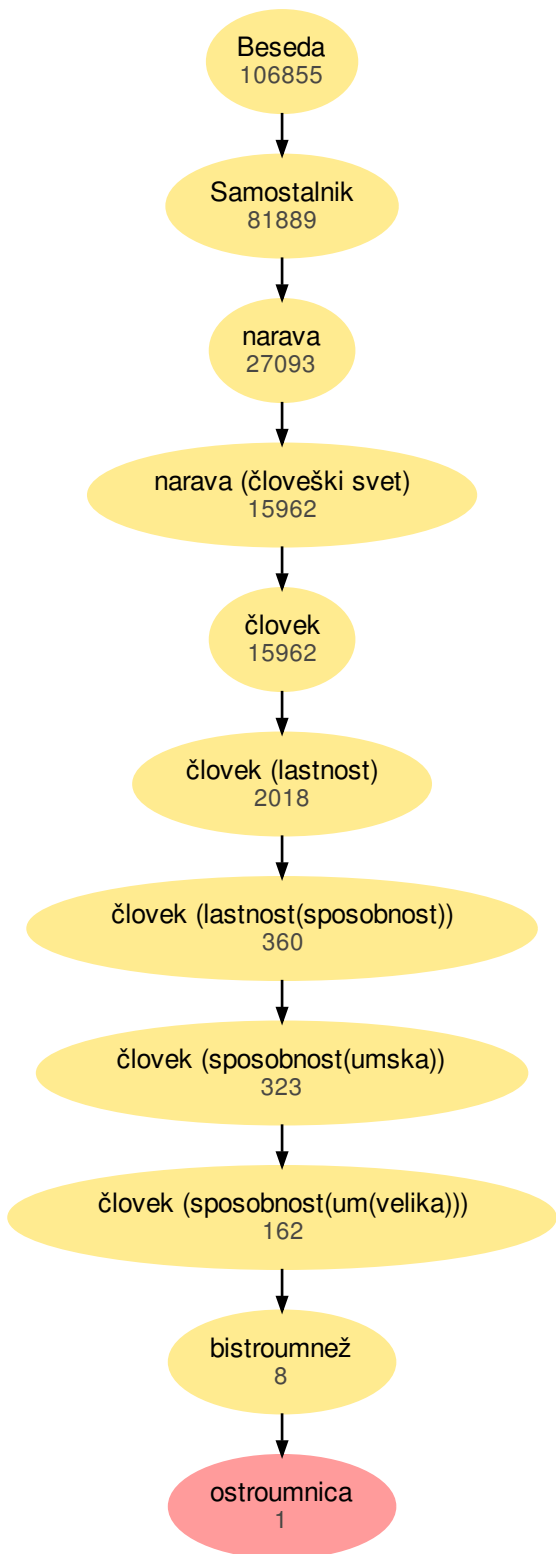 Beseda
106855
Samostalnik
81889
narava
27093
narava (človeški svet)
15962
človek
15962
človek (lastnost)
2018
človek (lastnost(sposobnost))
360
človek (sposobnost(umska))
323
človek (sposobnost(um(velika)))
162
bistroumnež
8
ostroumnica
1